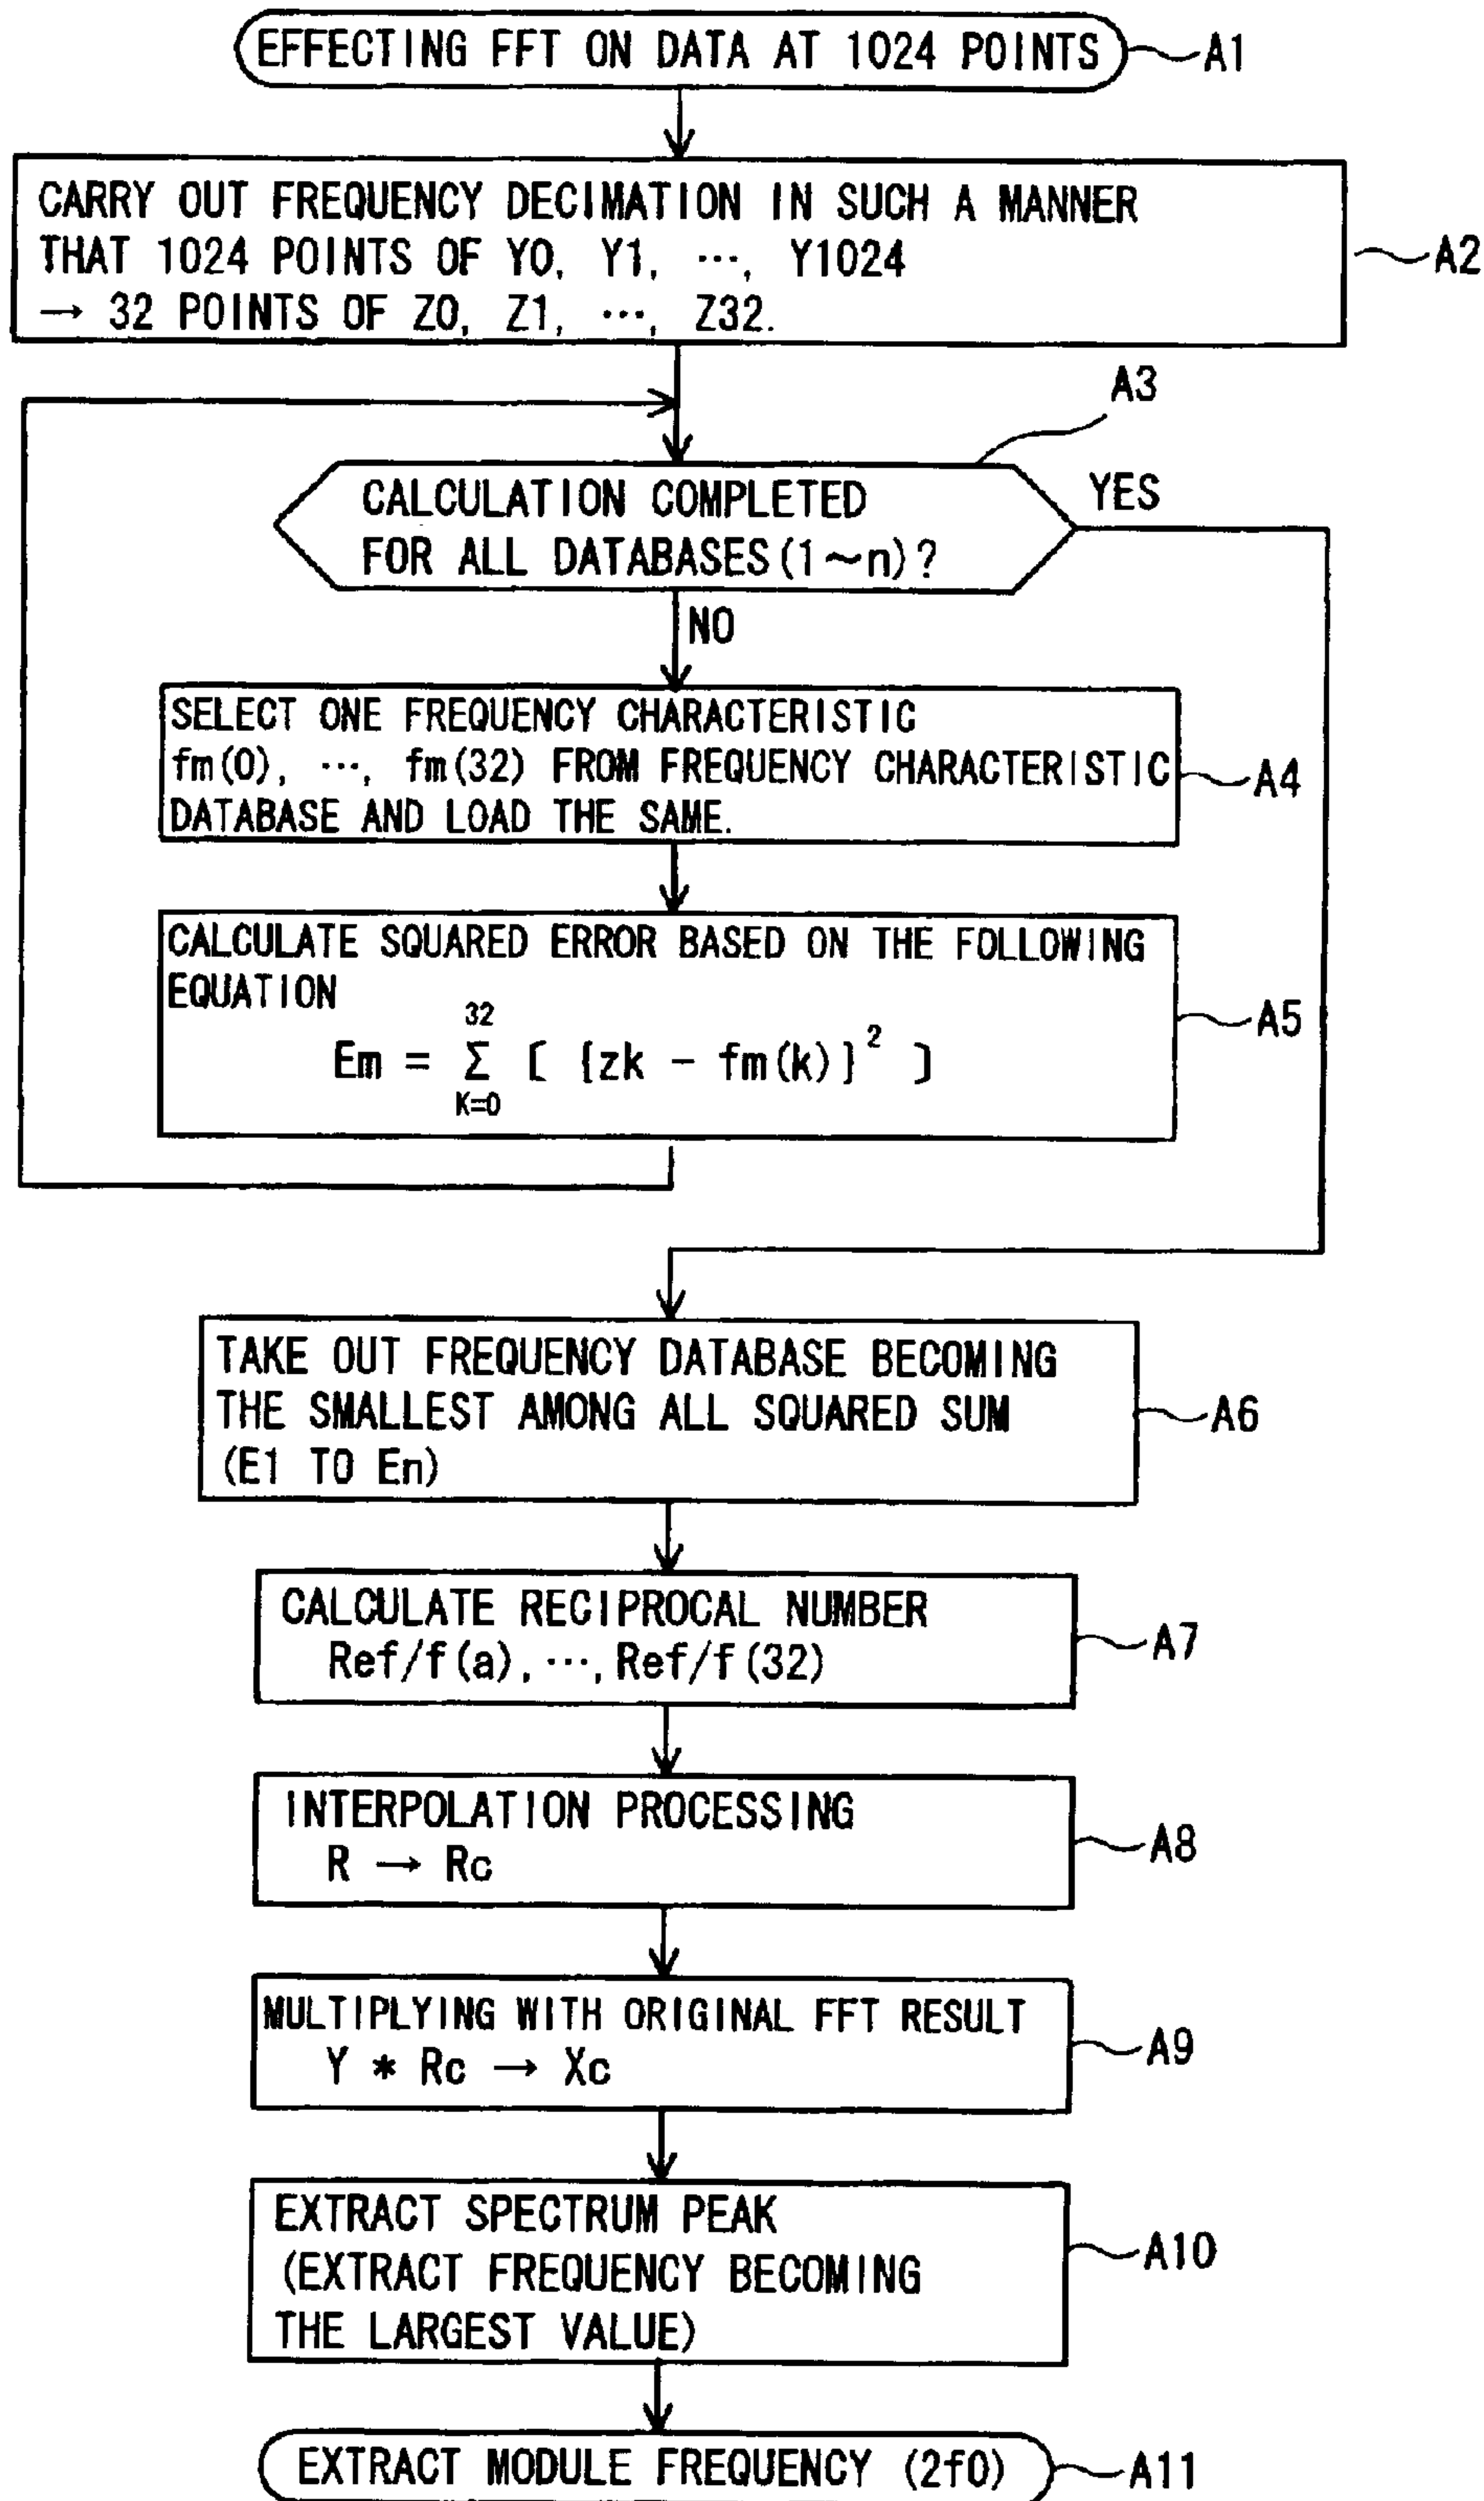 EFFECTING FFT ON DATA AT 1024 POINTS
A1
CARRY OUT FREQUENCY DECIMATION IN SUCH A MANNER
THAT 1024 POINTS OF Y0, Y1, ⋯, Y1024
→ 32 POINTS OF Z0, Z1, ⋯, Z32.
A2
A3
CALCULATION COMPLETED
FOR ALL DATABASES(1~n)?
YES
NO
SELECT ONE FREQUENCY CHARACTERISTIC
fm(0), ⋯, fm(32) FROM FREQUENCY CHARACTERISTIC
DATABASE AND LOAD THE SAME.
A4
CALCULATE SQUARED ERROR BASED ON THE FOLLOWING
EQUATION
32
Em = Σ [ {zk - fm(k)}² ]
K=0
A5
TAKE OUT FREQUENCY DATABASE BECOMING
THE SMALLEST AMONG ALL SQUARED SUM
(E1 TO En)
A6
CALCULATE RECIPROCAL NUMBER
Ref/f(a), ⋯, Ref/f(32)
A7
INTERPOLATION PROCESSING
R → Rc
A8
MULTIPLYING WITH ORIGINAL FFT RESULT
Y * Rc → Xc
A9
EXTRACT SPECTRUM PEAK
(EXTRACT FREQUENCY BECOMING
THE LARGEST VALUE)
A10
EXTRACT MODULE FREQUENCY (2f0)
A11